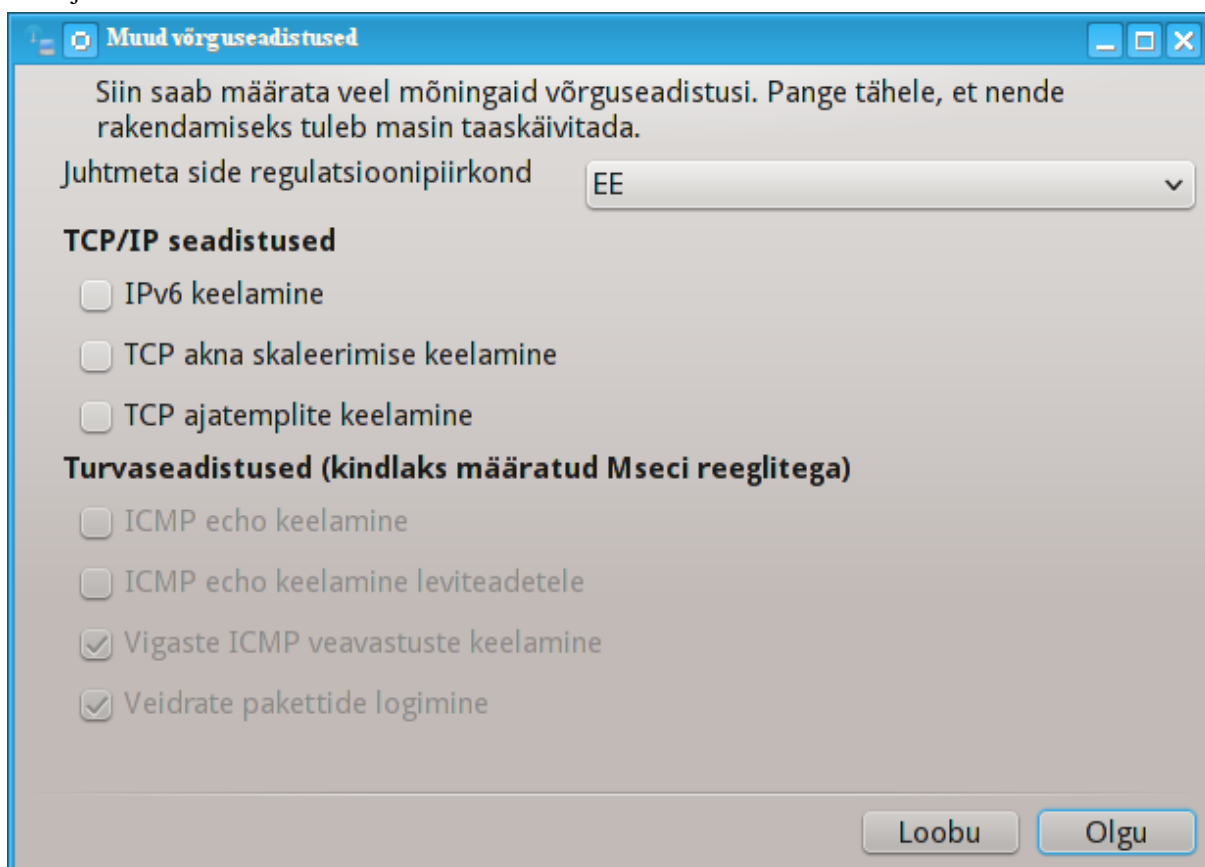 Muud võrguseadistused
Siin saab määrata veel mõningaid võrguseadistusi. Pange tähele, et nende
rakendamiseks tuleb masin taaskäivitada.
Juhtmeta side regulatsioonipiirkond EE
TCP/IP seadistused
IPv6 keelamine
TCP akna skaleerimise keelamine
TCP ajatemplite keelamine
Turvaseadistused (kindlaks määratud Mseci reeglitega)
ICMP echo keelamine
ICMP echo keelamine leviteadetele
Vigaste ICMP veavastuste keelamine
Veidrate pakettide logimine
Loobu Olgu